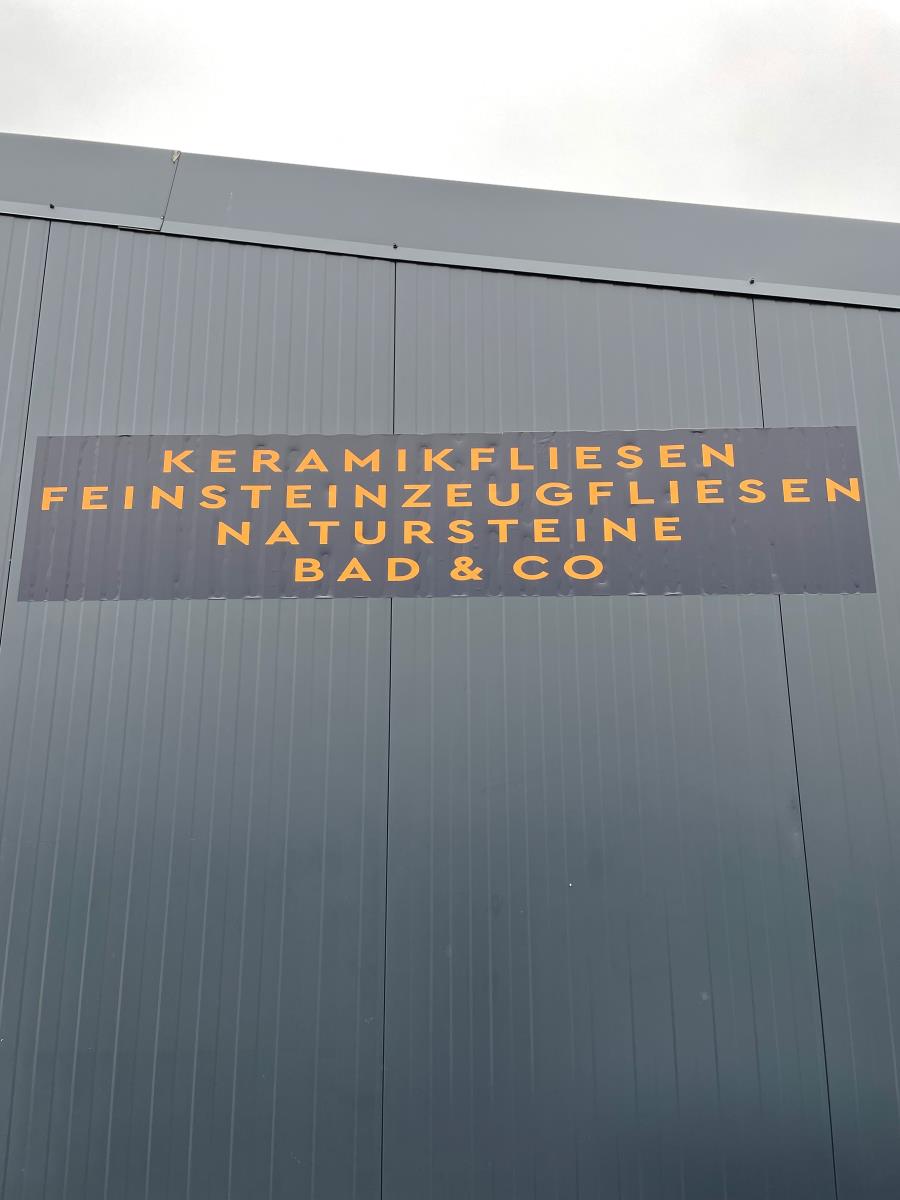 KERAMIKFLIESEN
FEINSTEINZEUGFLIESEN
NATURSTEINE
BAD & CO